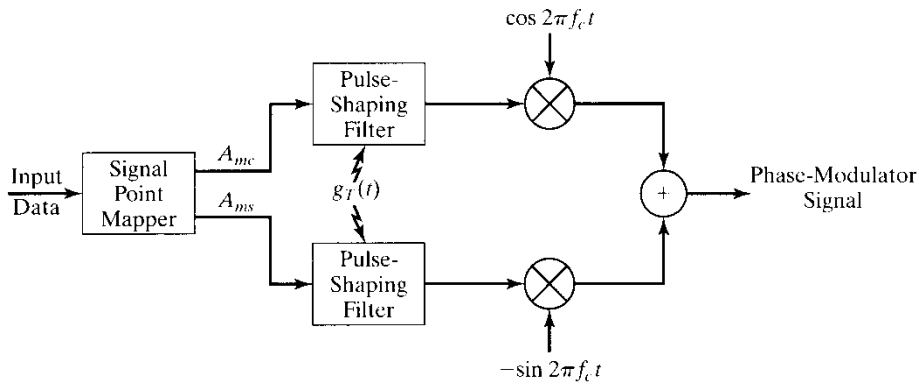 cos 2πf_c t
Pulse-
Shaping
Filter
A_mc
Input
Data
Signal
Point
Mapper
g_T(t)
Phase-Modulator
Signal
+
A_ms
Pulse-
Shaping
Filter
−sin 2πf_c t